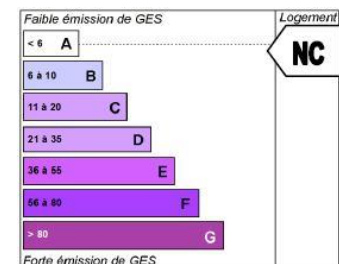 Faible émission de GES
Logement
< 6 A
NC
6 à 10 B
11 à 20 C
21 à 35 D
36 à 55 E
56 à 80 F
> 80 G
Forte émission de GES